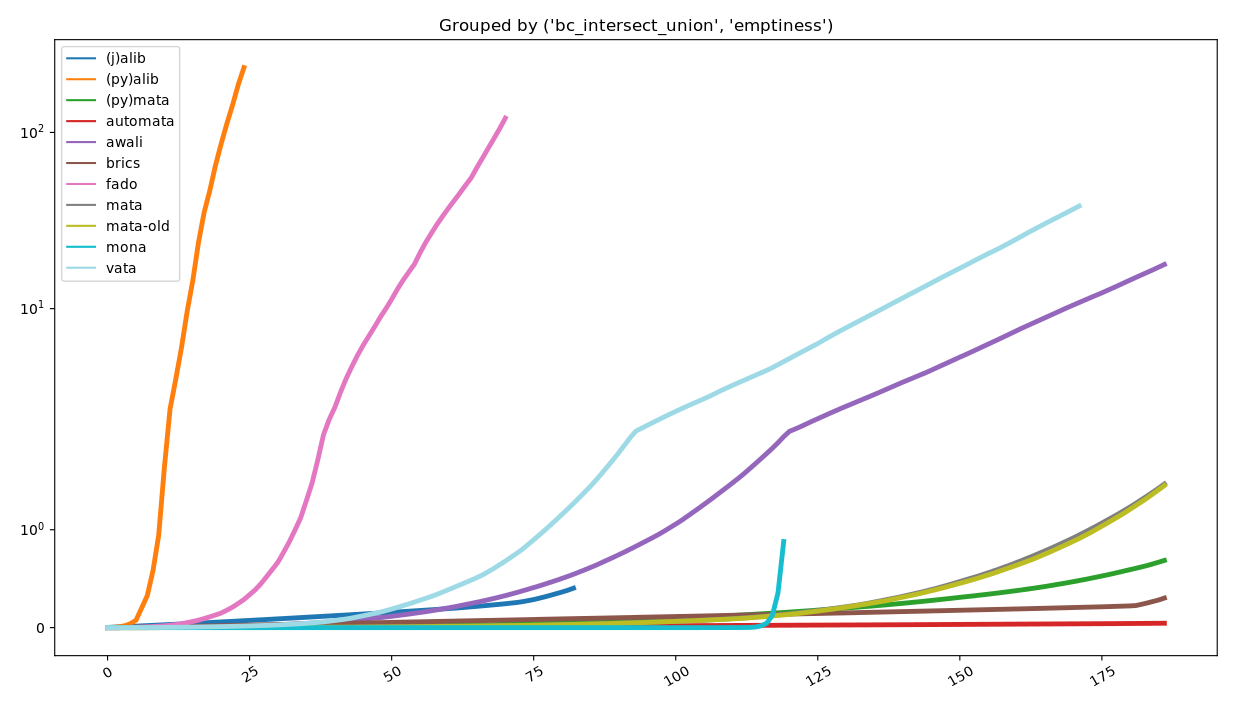 Grouped by ('bc_intersect_union', 'emptiness')
(j)alib
(py)alib
(py)mata
automata
awali
brics
fado
mata
mata-old
mona
vata
10²
10¹
10⁰
0
0 25 50 75 100 125 150 175